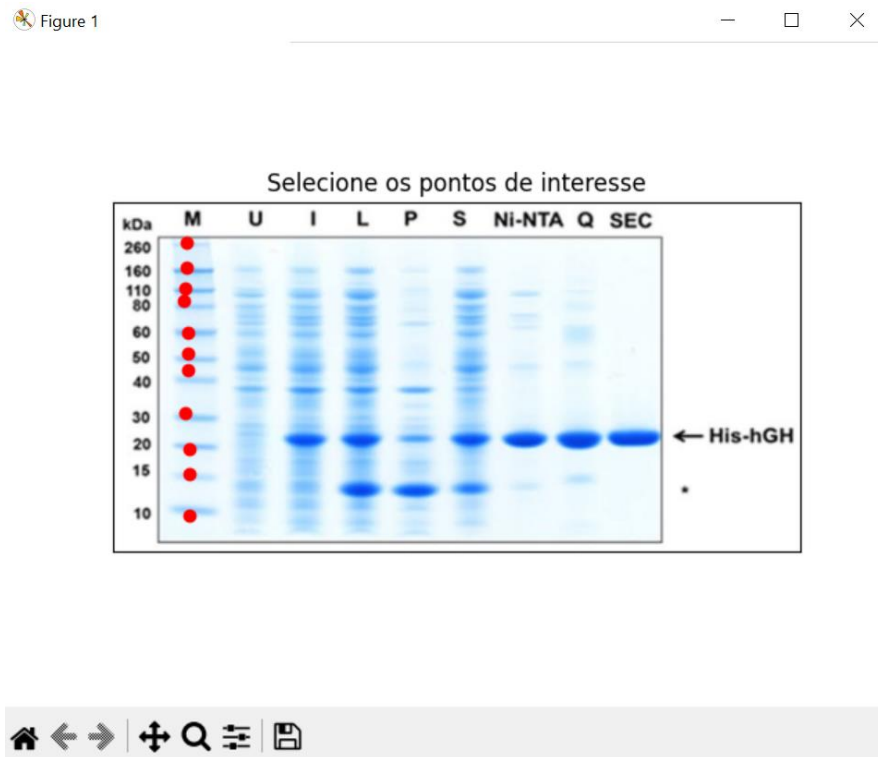 Figure 1
Selecione os pontos de interesse
kDa M U I L P S Ni-NTA Q SEC
260
160
110
80
60
50
40
30
20 His-hGH
15
10 *